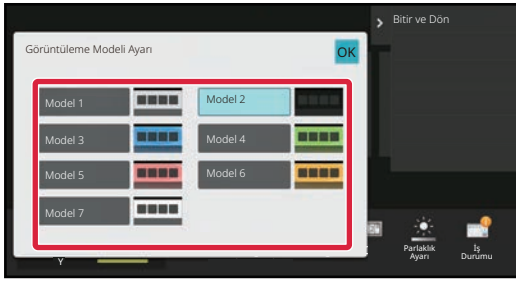 Bitir ve Dön
Görüntüleme Modeli Ayarı
OK
Model 1
Model 2
Model 3
Model 4
Model 5
Model 6
Model 7
Y
Parlaklık
Ayarı
İş
Durumu